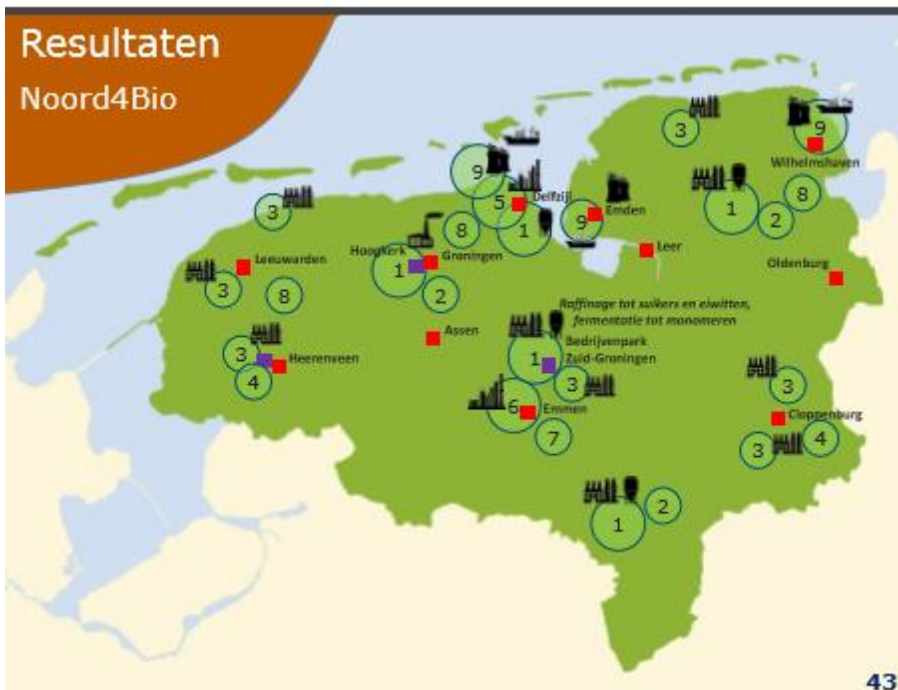 Resultaten
Noord4Bio
3
9
Wilhelmshaven
9
5
Delfzijl
1
8
2
8
3
8
1
9
Emden
Leer
Oldenburg
Hoogkerk
Groningen
1
2
Leeuwarden
3
8
Raffinage tot suikers en eiwitten,
fermentatie tot monomeren
Assen
Bedrijvenpark
Zuid-Groningen
1
3
3
Heerenveen
4
6
Emmen
7
3
Cloppenburg
3
4
1
2
43